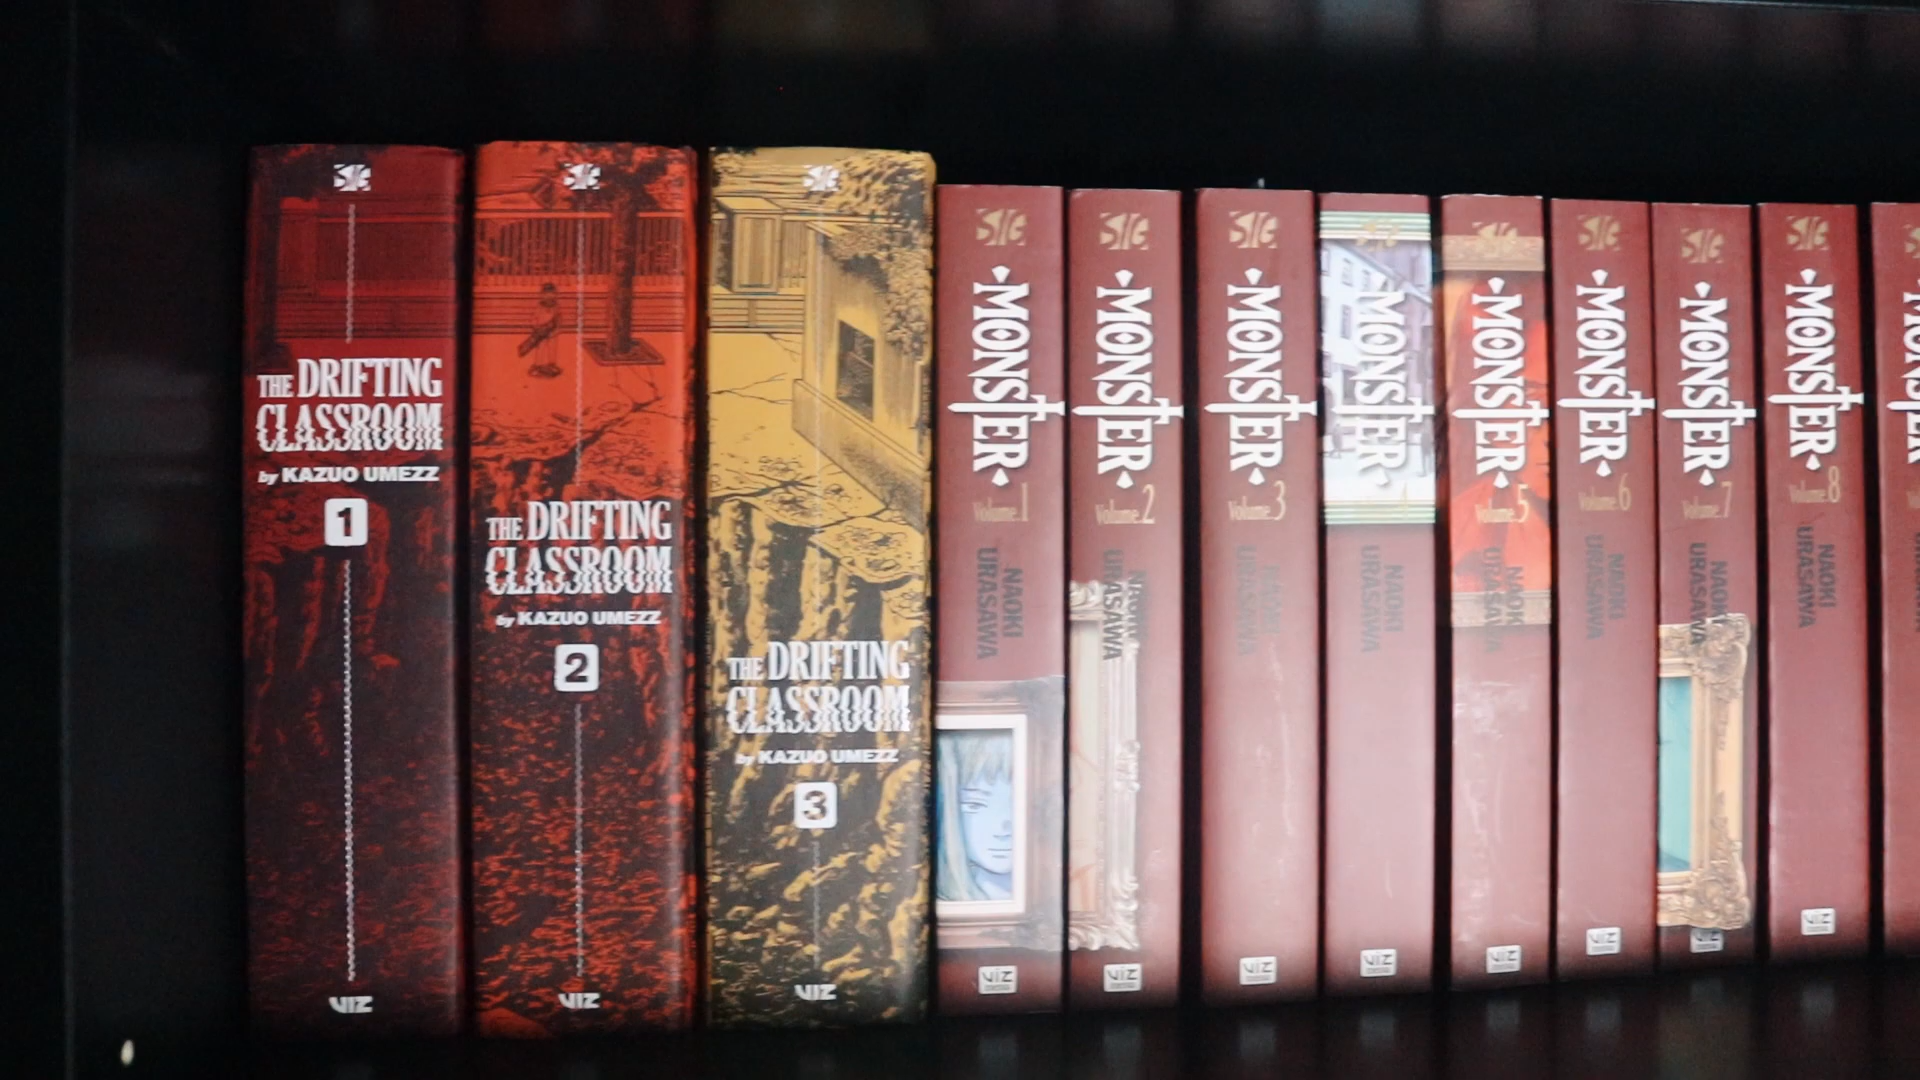 THE DRIFTING
CLASSROOM
by KAZUO UMEZZ
1
VIZ
THE DRIFTING
CLASSROOM
by KAZUO UMEZZ
2
VIZ
THE DRIFTING
CLASSROOM
by KAZUO UMEZZ
3
VIZ
MONSTER
Volume.1
NAOKI
URASAWA
VIZ
MONSTER
Volume.2
NAOKI
URASAWA
VIZ
MONSTER
Volume.3
NAOKI
URASAWA
VIZ
MONSTER
4
NAOKI
URASAWA
VIZ
MONSTER
Volume.5
NAOKI
URASAWA
VIZ
MONSTER
Volume.6
NAOKI
URASAWA
VIZ
MONSTER
Volume.7
NAOKI
URASAWA
VIZ
MONSTER
Volume.8
NAOKI
URASAWA
VIZ